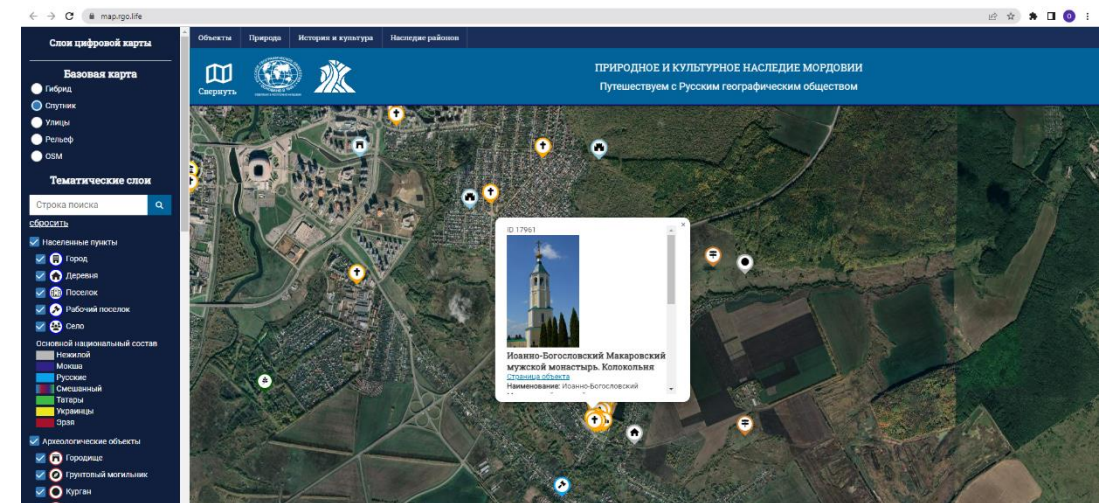 map.rgo.life
Слои цифровой карты
Базовая карта
Гибрид
Спутник
Улицы
Рельеф
OSM
Тематические слои
Строка поиска
сбросить
Населенные пункты
Город
Деревня
Поселок
Рабочий поселок
Село
Основной национальный состав
Нежилой
Мокша
Русские
Смешанный
Татары
Украинцы
Эрзя
Археологические объекты
Городище
Грунтовый могильник
Курган
Объекты Природа История и культура Наследие районов
Свернуть
ПРИРОДНОЕ И КУЛЬТУРНОЕ НАСЛЕДИЕ МОРДОВИИ
Путешествуем с Русским географическим обществом
ID 17961
Иоанно-Богословский Макаровский
мужской монастырь. Колокольня
Страница объекта
Наименование: Иоанно-Богословский